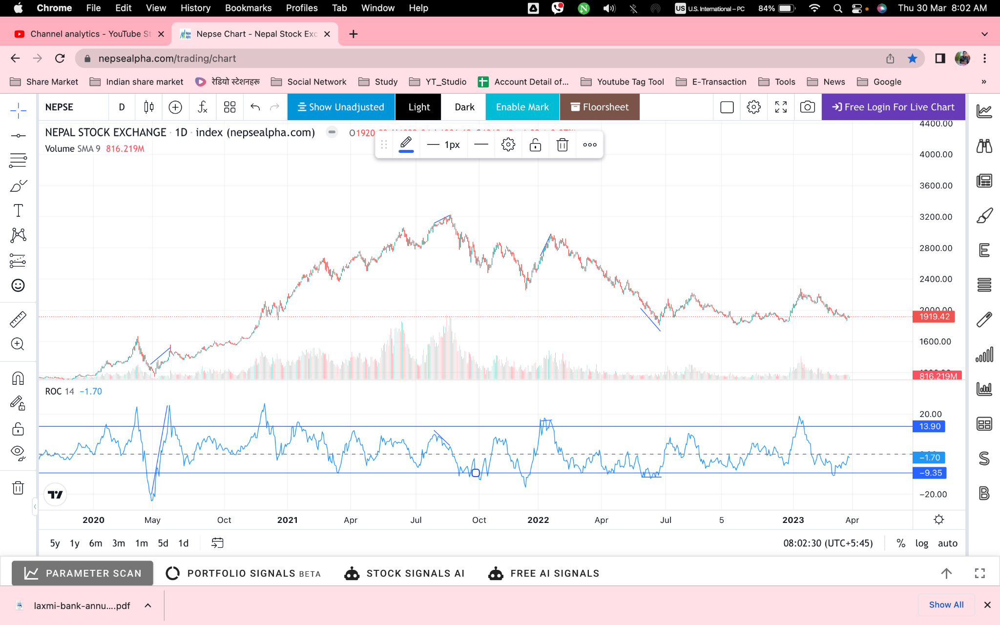 Chrome File Edit View History Bookmarks Profiles Tab Window Help US U.S. International – PC 84% Thu 30 Mar 8:02 AM
Channel analytics - YouTube St Nepse Chart - Nepal Stock Exc
nepsealpha.com/trading/chart
Share Market Indian share market रेडियो स्टेशनहरू Social Network Study YT_Studio Account Detail of... Youtube Tag Tool E-Transaction Tools News Google »
NEPSE D Show Unadjusted Light Dark Enable Mark Floorsheet Free Login For Live Chart
NEPAL STOCK EXCHANGE · 1D · index (nepsealpha.com) O1920
Volume SMA 9 816.219M
1px
4400.00
4000.00
3600.00
3200.00
2800.00
2400.00
2000.00
1919.42
1600.00
816.219M
ROC 14 −1.70
20.00
13.90
−1.70
−9.35
−20.00
2020 May Oct 2021 Apr Jul Oct 2022 Apr Jul 5 2023 Apr
5y 1y 6m 3m 1m 5d 1d 08:02:30 (UTC+5:45) % log auto
PARAMETER SCAN PORTFOLIO SIGNALS BETA STOCK SIGNALS AI FREE AI SIGNALS
laxmi-bank-annu....pdf Show All